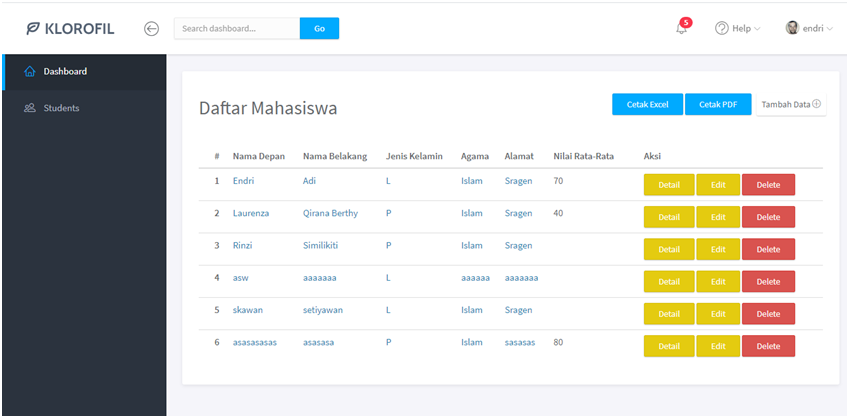 KLOROFIL Search dashboard... Go 5 Help endri
Dashboard
Students
Daftar Mahasiswa Cetak Excel Cetak PDF Tambah Data
# Nama Depan Nama Belakang Jenis Kelamin Agama Alamat Nilai Rata-Rata Aksi
1 Endri Adi L Islam Sragen 70 Detail Edit Delete
2 Laurenza Qirana Berthy P Islam Sragen 40 Detail Edit Delete
3 Rinzi Similikiti P Islam Sragen Detail Edit Delete
4 asw aaaaaaa L aaaaaa aaaaaaa Detail Edit Delete
5 skawan setiyawan L Islam Sragen Detail Edit Delete
6 asasasasas asasasa P Islam sasasas 80 Detail Edit Delete